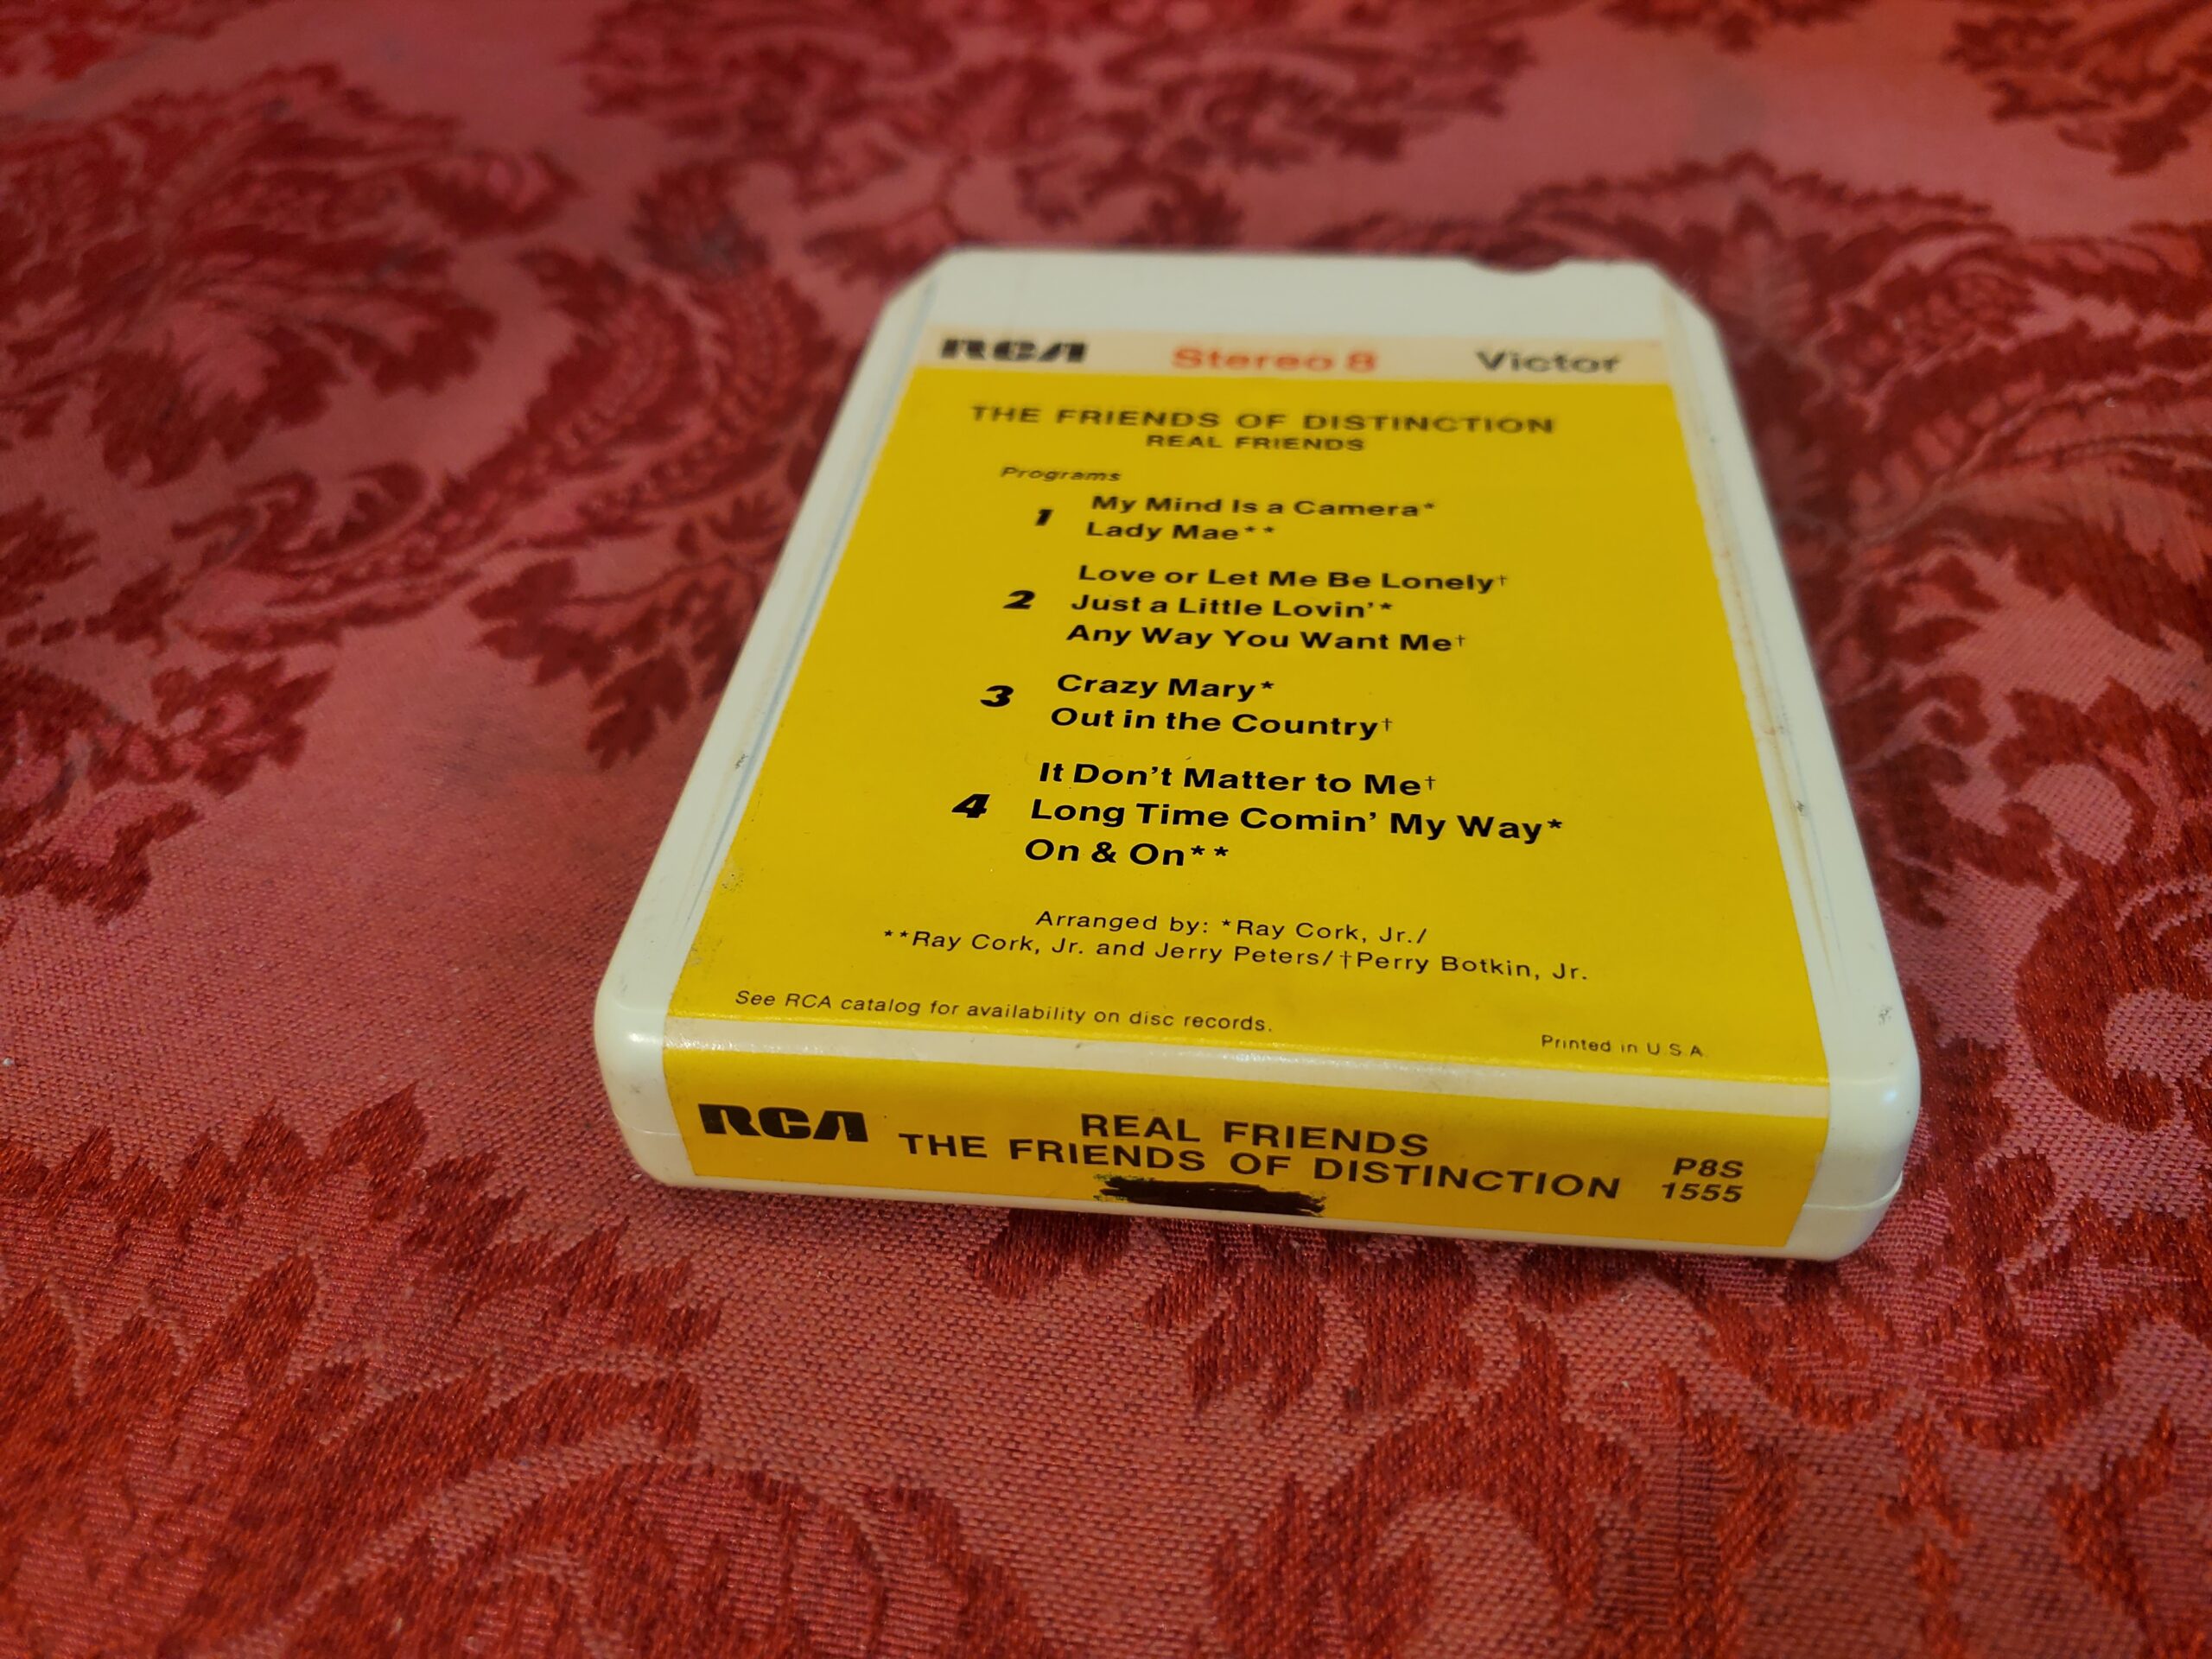 RCA Stereo 8 Victor
THE FRIENDS OF DISTINCTION
REAL FRIENDS
Programs
1 My Mind Is a Camera*
Lady Mae**
Love or Let Me Be Lonely†
2 Just a Little Lovin'*
Any Way You Want Me†
3 Crazy Mary*
Out in the Country†
It Don't Matter to Me†
4 Long Time Comin' My Way*
On & On**
Arranged by: *Ray Cork, Jr./
**Ray Cork, Jr. and Jerry Peters/†Perry Botkin, Jr.
See RCA catalog for availability on disc records.
Printed in U.S.A.
RCA REAL FRIENDS
THE FRIENDS OF DISTINCTION
P8S
1555